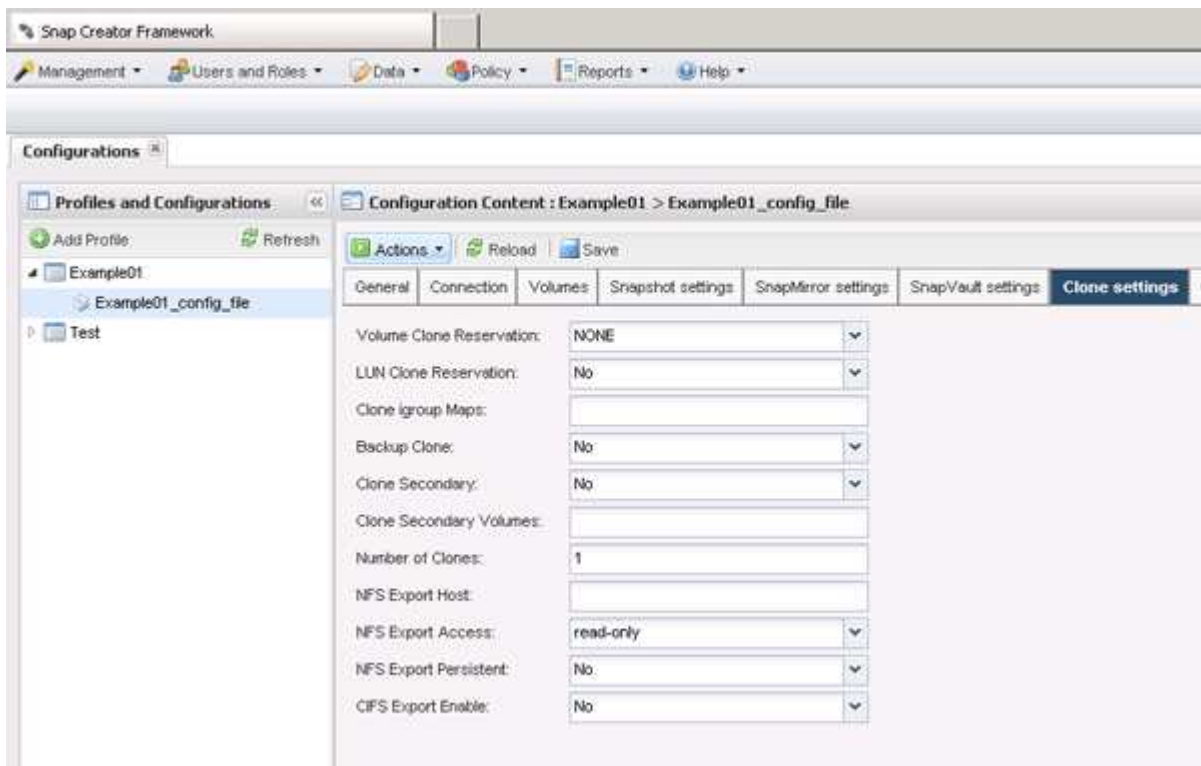 Snap Creator Framework
Management Users and Roles Data Policy Reports Help
Configurations
Profiles and Configurations
Configuration Content : Example01 > Example01_config_file
Add Profile Refresh
Actions Reload Save
Example01
Example01_config_file
Test
General Connection Volumes Snapshot settings SnapMirror settings SnapVault settings Clone settings
Volume Clone Reservation: NONE
LUN Clone Reservation: No
Clone igroup Maps:
Backup Clone: No
Clone Secondary: No
Clone Secondary Volumes:
Number of Clones: 1
NFS Export Host:
NFS Export Access: read-only
NFS Export Persistent: No
CIFS Export Enable: No